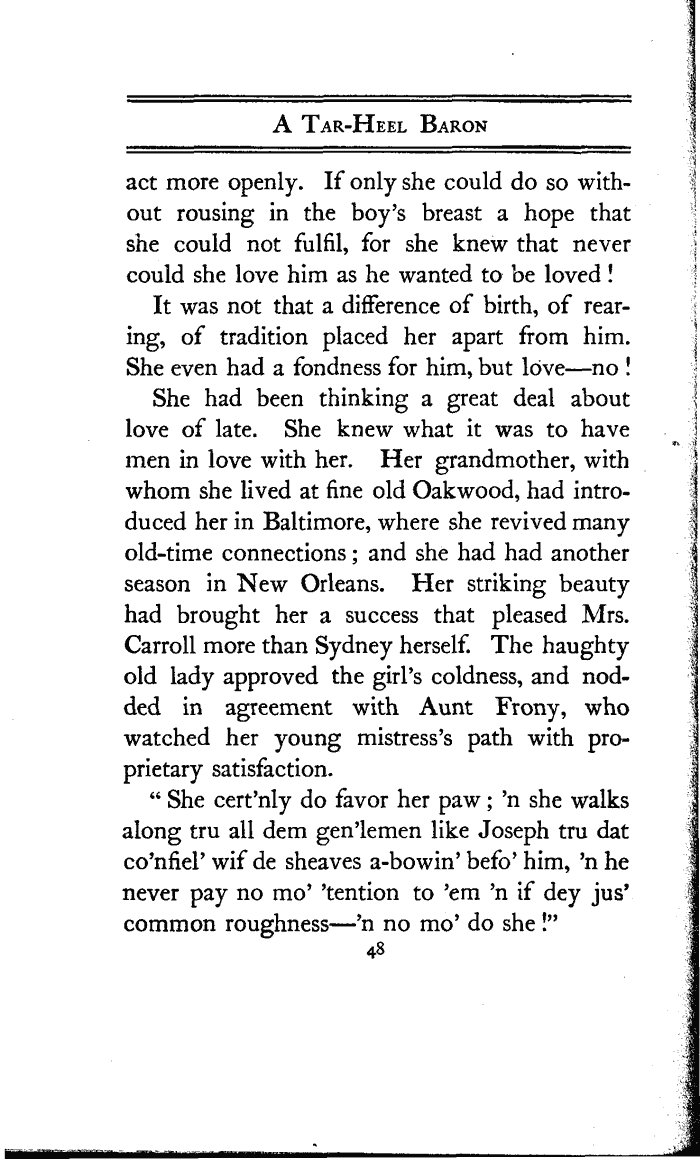 A Tar-Heel Baron
act more openly. If only she could do so with-
out rousing in the boy's breast a hope that
she could not fulfil, for she knew that never
could she love him as he wanted to be loved!
It was not that a difference of birth, of rear-
ing, of tradition placed her apart from him.
She even had a fondness for him, but love—no!
She had been thinking a great deal about
love of late. She knew what it was to have
men in love with her. Her grandmother, with
whom she lived at fine old Oakwood, had intro-
duced her in Baltimore, where she revived many
old-time connections; and she had had another
season in New Orleans. Her striking beauty
had brought her a success that pleased Mrs.
Carroll more than Sydney herself. The haughty
old lady approved the girl's coldness, and nod-
ded in agreement with Aunt Frony, who
watched her young mistress's path with pro-
prietary satisfaction.
"She cert'nly do favor her paw; 'n she walks
along tru all dem gen'lemen like Joseph tru dat
co'nfiel' wif de sheaves a-bowin' befo' him, 'n he
never pay no mo' 'tention to 'em 'n if dey jus'
common roughness—'n no mo' do she!"
48